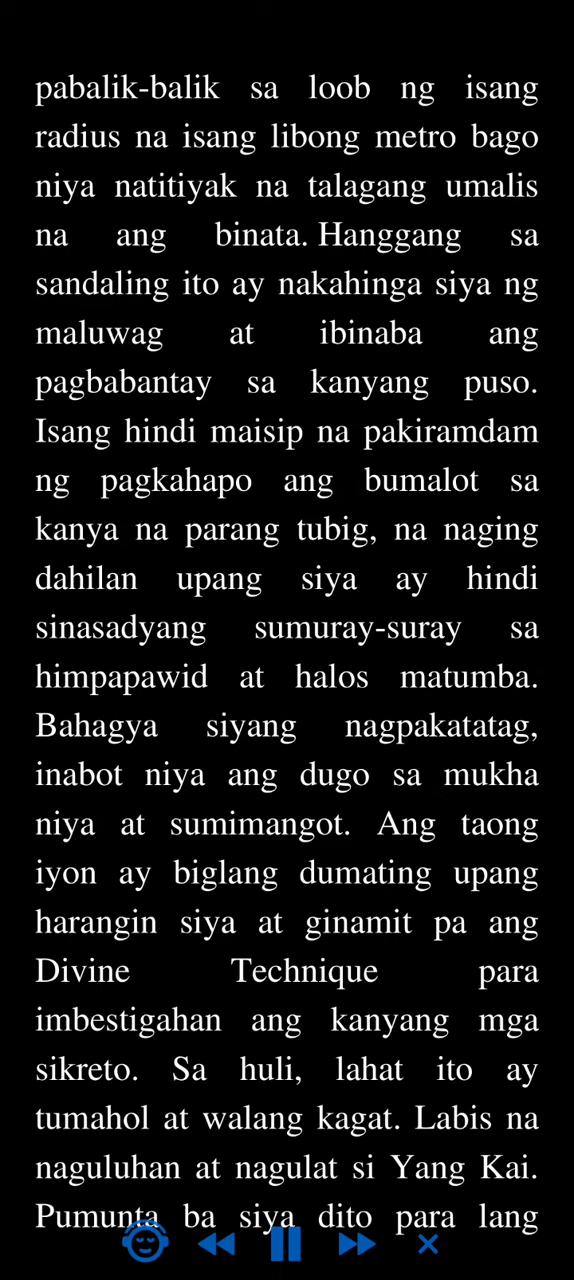 pabalik-balik sa loob ng isang
radius na isang libong metro bago
niya natitiyak na talagang umalis
na ang binata. Hanggang sa
sandaling ito ay nakahinga siya ng
maluwag at ibinaba ang
pagbabantay sa kanyang puso.
Isang hindi maisip na pakiramdam
ng pagkahapo ang bumalot sa
kanya na parang tubig, na naging
dahilan upang siya ay hindi
sinasadyang sumuray-suray sa
himpapawid at halos matumba.
Bahagya siyang nagpakatatag,
inabot niya ang dugo sa mukha
niya at sumimangot. Ang taong
iyon ay biglang dumating upang
harangin siya at ginamit pa ang
Divine Technique para
imbestigahan ang kanyang mga
sikreto. Sa huli, lahat ito ay
tumahol at walang kagat. Labis na
naguluhan at nagulat si Yang Kai.
Pumunta ba siya dito para lang